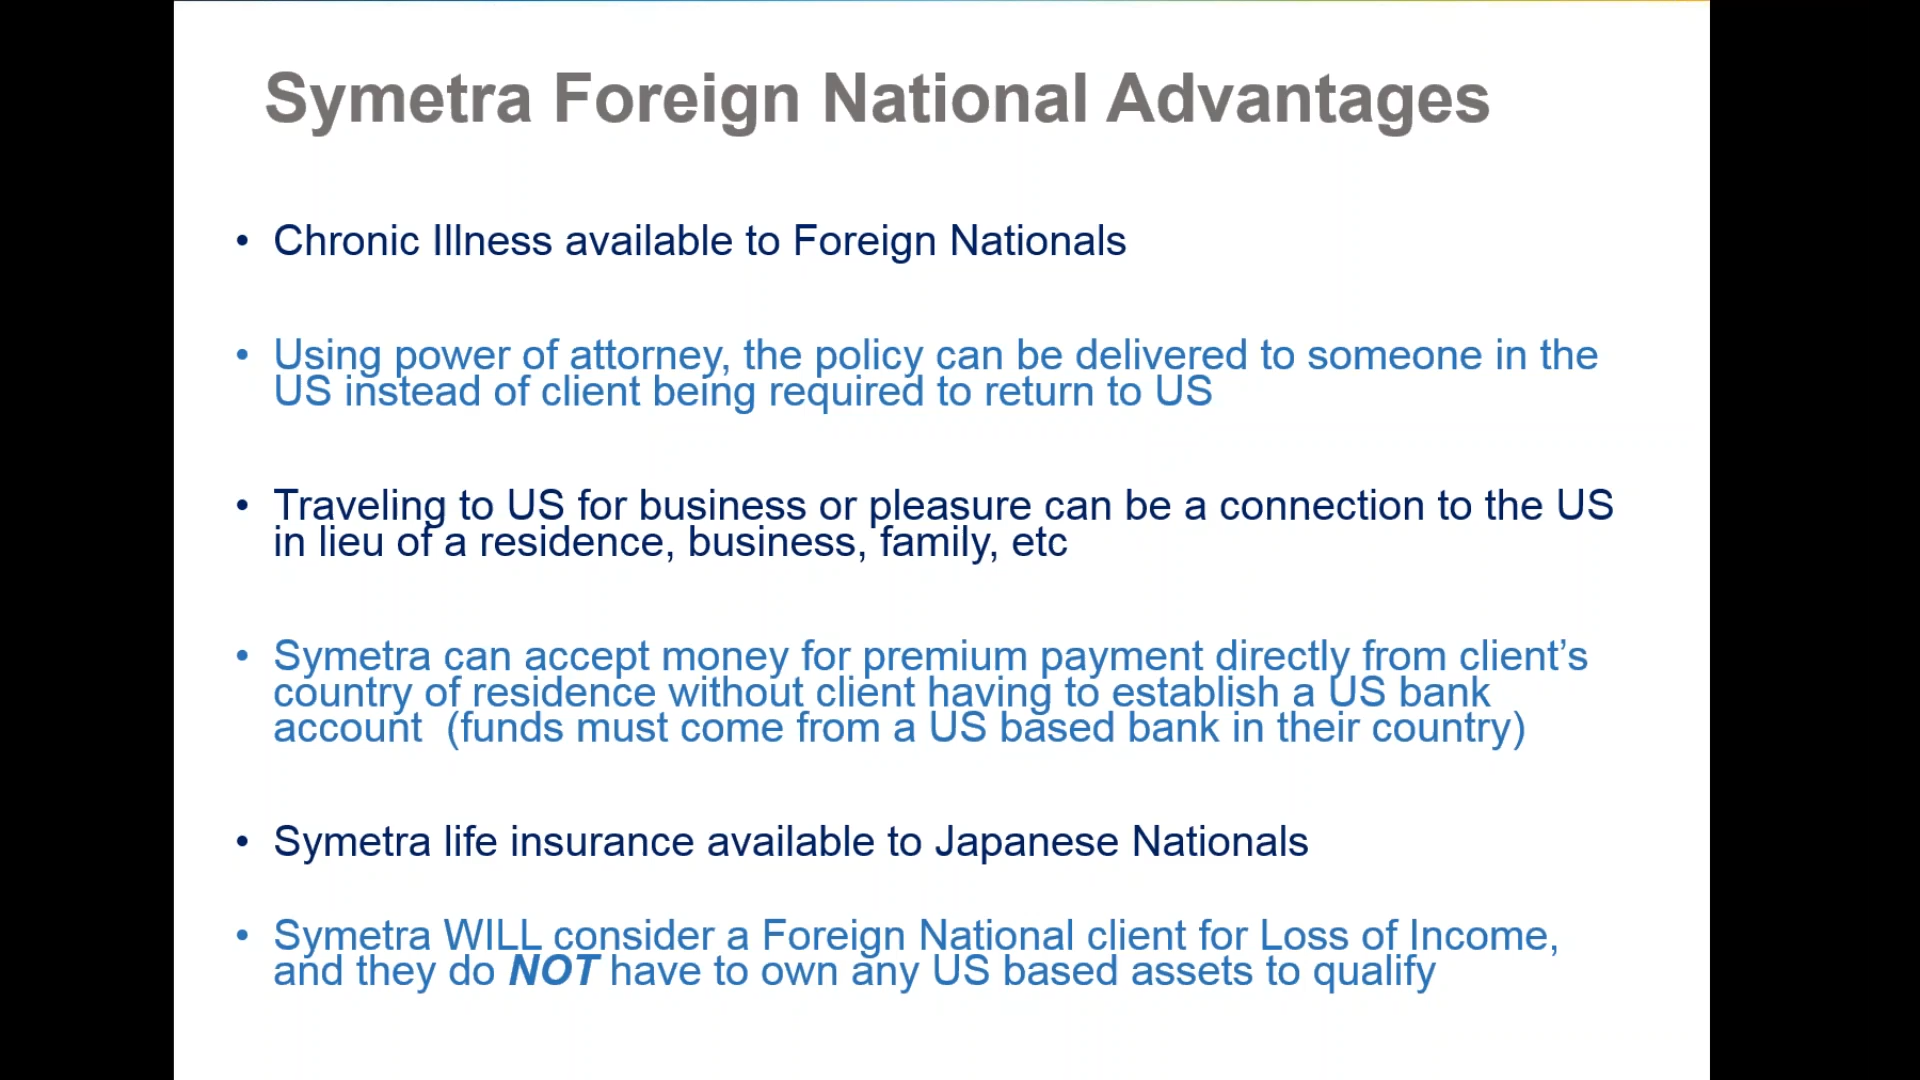 Symetra Foreign National Advantages
• Chronic Illness available to Foreign Nationals
• Using power of attorney, the policy can be delivered to someone in the
US instead of client being required to return to US
• Traveling to US for business or pleasure can be a connection to the US
in lieu of a residence, business, family, etc
• Symetra can accept money for premium payment directly from client’s
country of residence without client having to establish a US bank
account  (funds must come from a US based bank in their country)
• Symetra life insurance available to Japanese Nationals
• Symetra WILL consider a Foreign National client for Loss of Income,
and they do NOT have to own any US based assets to qualify